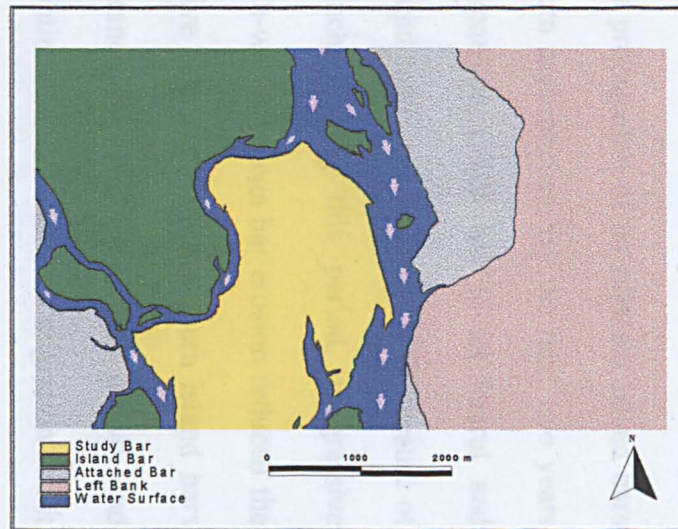 N
Study Bar
Island Bar
Attached Bar
Left Bank
Water Surface
0 1000 2000 m